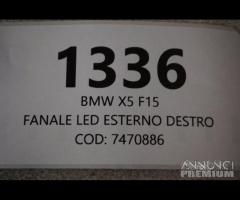 1336
BMW X5 F15
FANALE LED ESTERNO DESTRO
COD: 7470886
ANNUNCI
PREMIUM